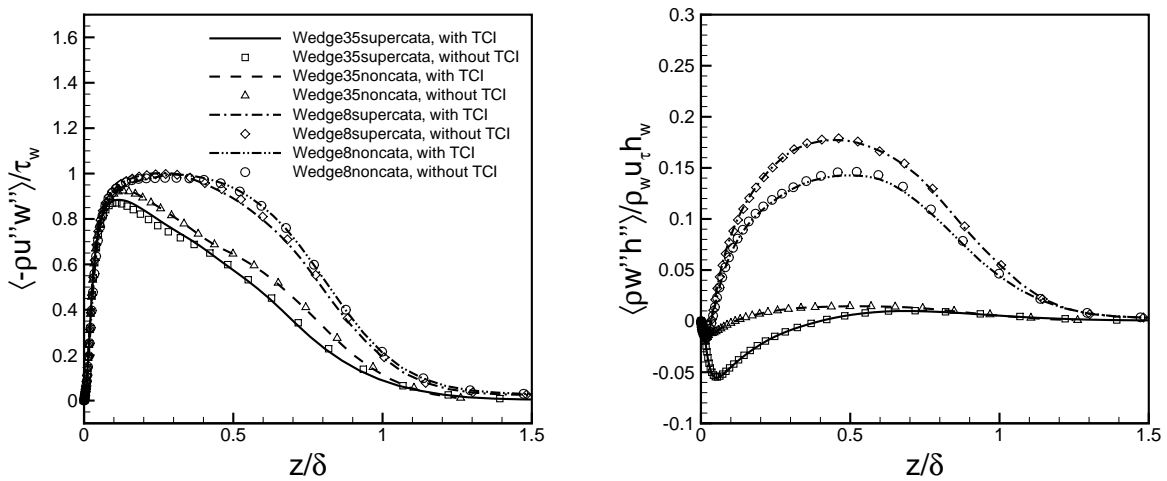 ⟨-ρu"w"⟩/τw
1.6
1.4
1.2
1
0.8
0.6
0.4
0.2
0
Wedge35supercata, with TCI
Wedge35supercata, without TCI
Wedge35noncata, with TCI
Wedge35noncata, without TCI
Wedge8supercata, with TCI
Wedge8supercata, without TCI
Wedge8noncata, with TCI
Wedge8noncata, without TCI
0 0.5 1 1.5
z/δ
⟨ρw"h"⟩/ρwuτhw
0.3
0.25
0.2
0.15
0.1
0.05
0
-0.05
-0.1
0 0.5 1 1.5
z/δ